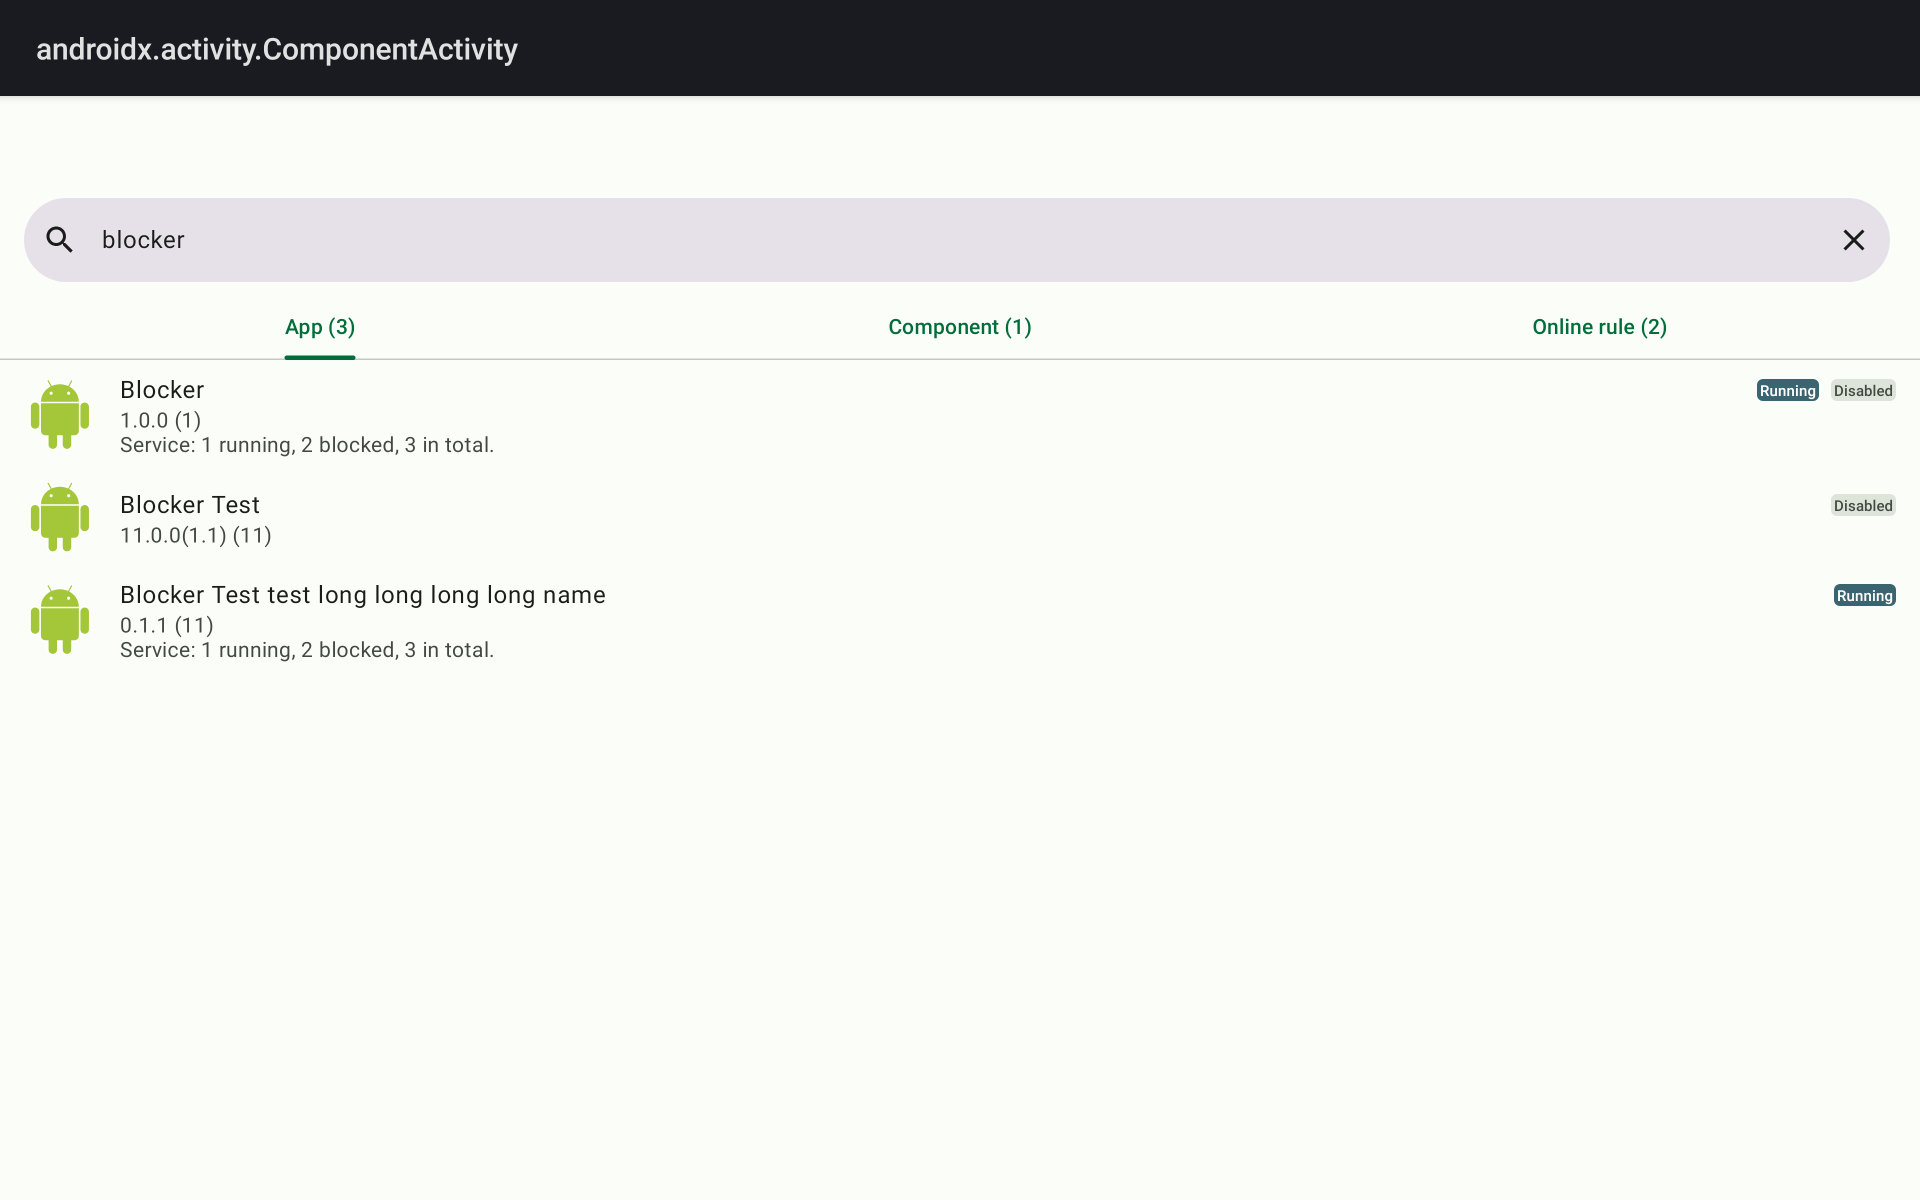 androidx.activity.ComponentActivity
blocker
App (3)
Component (1)
Online rule (2)
Blocker
Running
Disabled
1.0.0 (1)
Service: 1 running, 2 blocked, 3 in total.
Blocker Test
Disabled
11.0.0(1.1) (11)
Blocker Test test long long long long name
Running
0.1.1 (11)
Service: 1 running, 2 blocked, 3 in total.